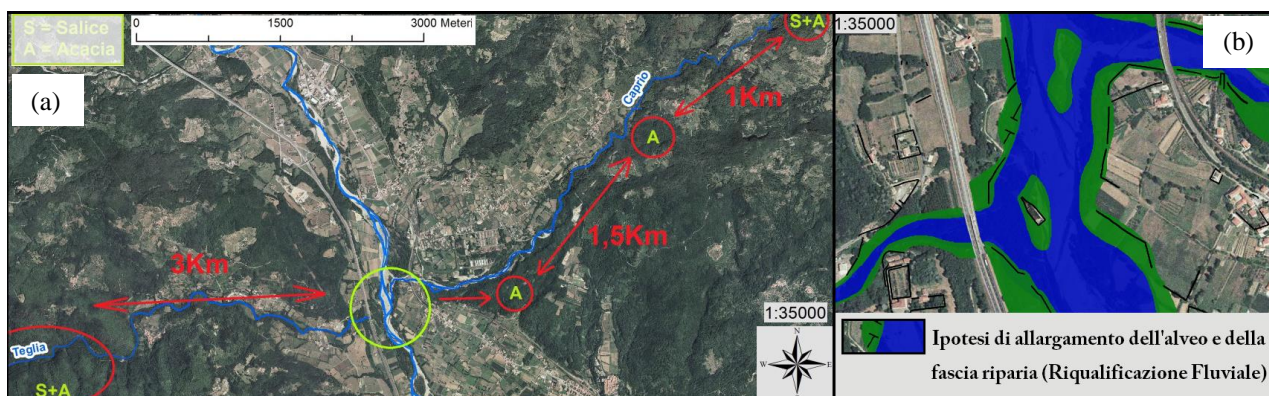 S = Salice
A = Acacia
0 1500 3000 Meteri
(a)
S+A
1Km
Caprio
A
1,5Km
A
3Km
Teglia
S+A
1:35000
N
W E
S
1:35000
(b)
Ipotesi di allargamento dell'alveo e della
fascia riparia (Riqualificazione Fluviale)